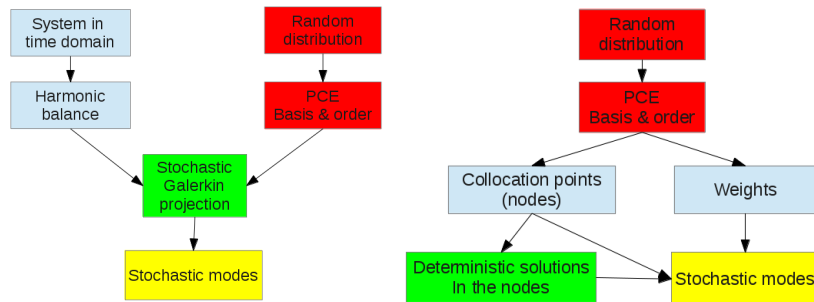 System in
time domain
Random
distribution
Harmonic
balance
PCE
Basis & order
Stochastic
Galerkin
projection
Stochastic modes
Random
distribution
PCE
Basis & order
Collocation points
(nodes)
Weights
Deterministic solutions
In the nodes
Stochastic modes